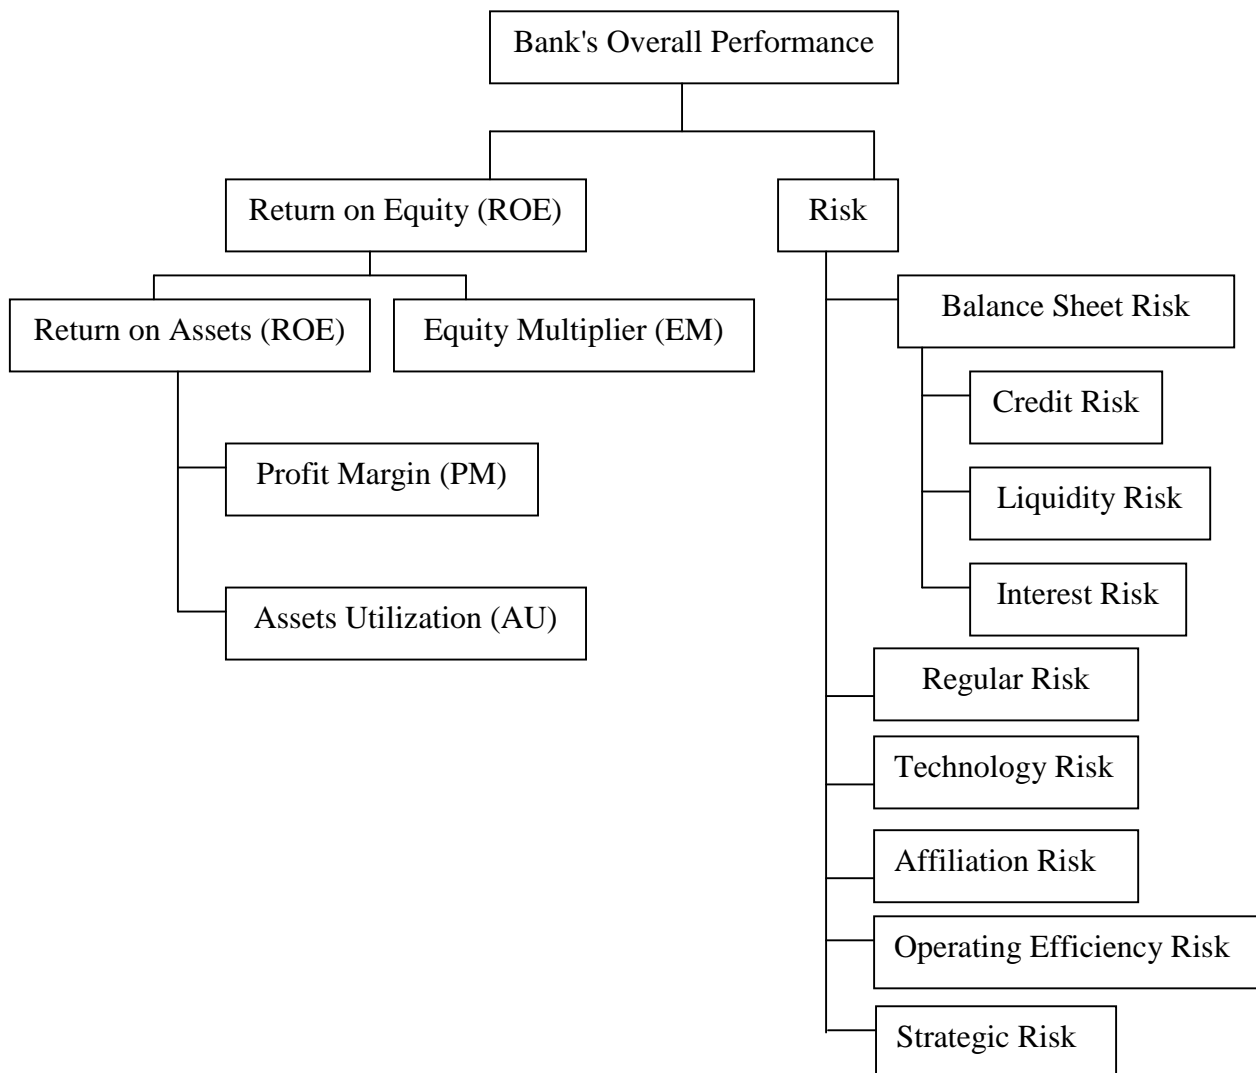 Bank's Overall Performance
Return on Equity (ROE)
Risk
Return on Assets (ROE)
Equity Multiplier (EM)
Balance Sheet Risk
Credit Risk
Profit Margin (PM)
Liquidity Risk
Interest Risk
Assets Utilization (AU)
Regular Risk
Technology Risk
Affiliation Risk
Operating Efficiency Risk
Strategic Risk